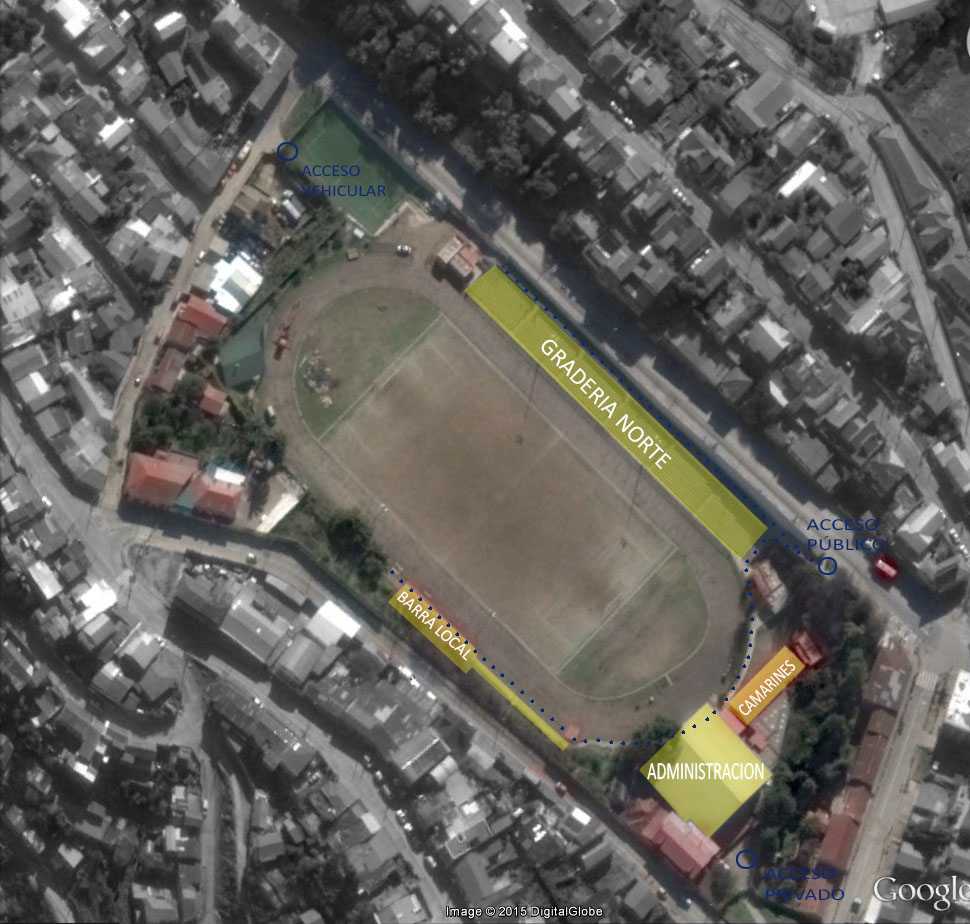 ACCESO
VEHICULAR
GRADERIA NORTE
ACCESO
PÚBLICO
BARRA LOCAL
CAMARINES
ADMINISTRACION
ACCESO
PRIVADO
Google
Image © 2015 DigitalGlobe